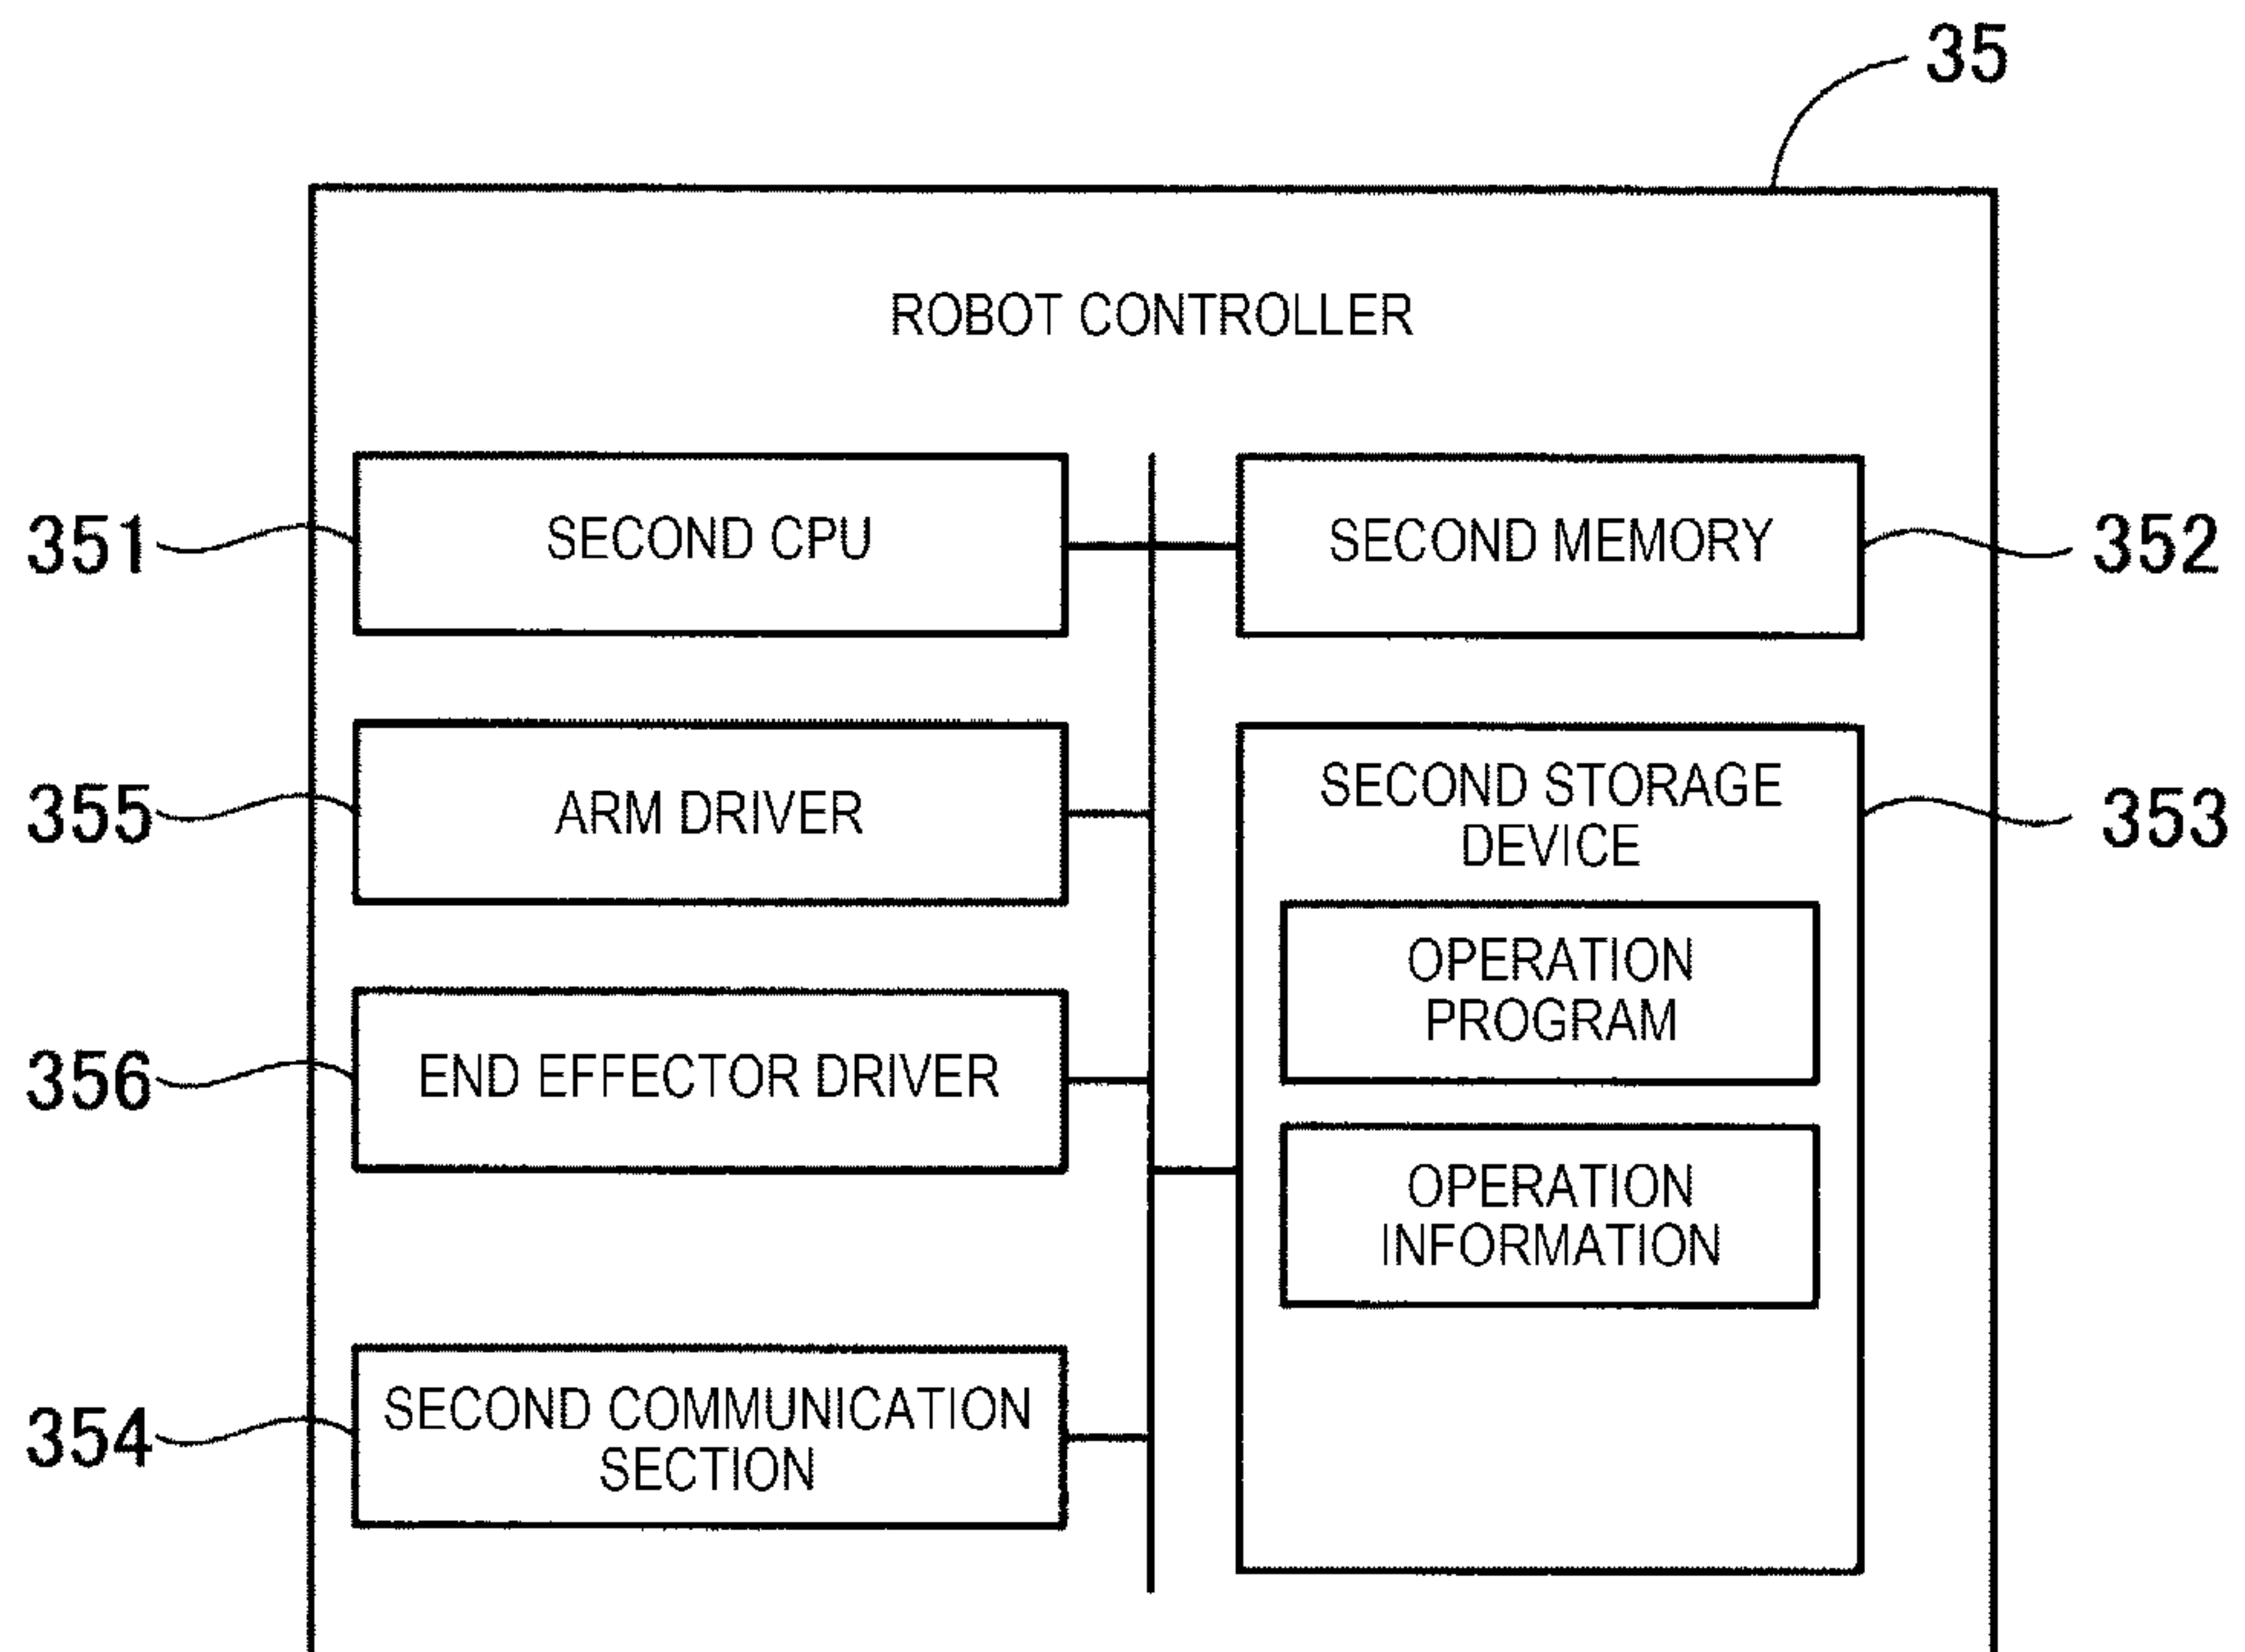 35
ROBOT CONTROLLER
351
SECOND CPU
SECOND MEMORY
352
355
ARM DRIVER
SECOND STORAGE
DEVICE
353
OPERATION
PROGRAM
356
END EFFECTOR DRIVER
OPERATION
INFORMATION
354
SECOND COMMUNICATION
SECTION